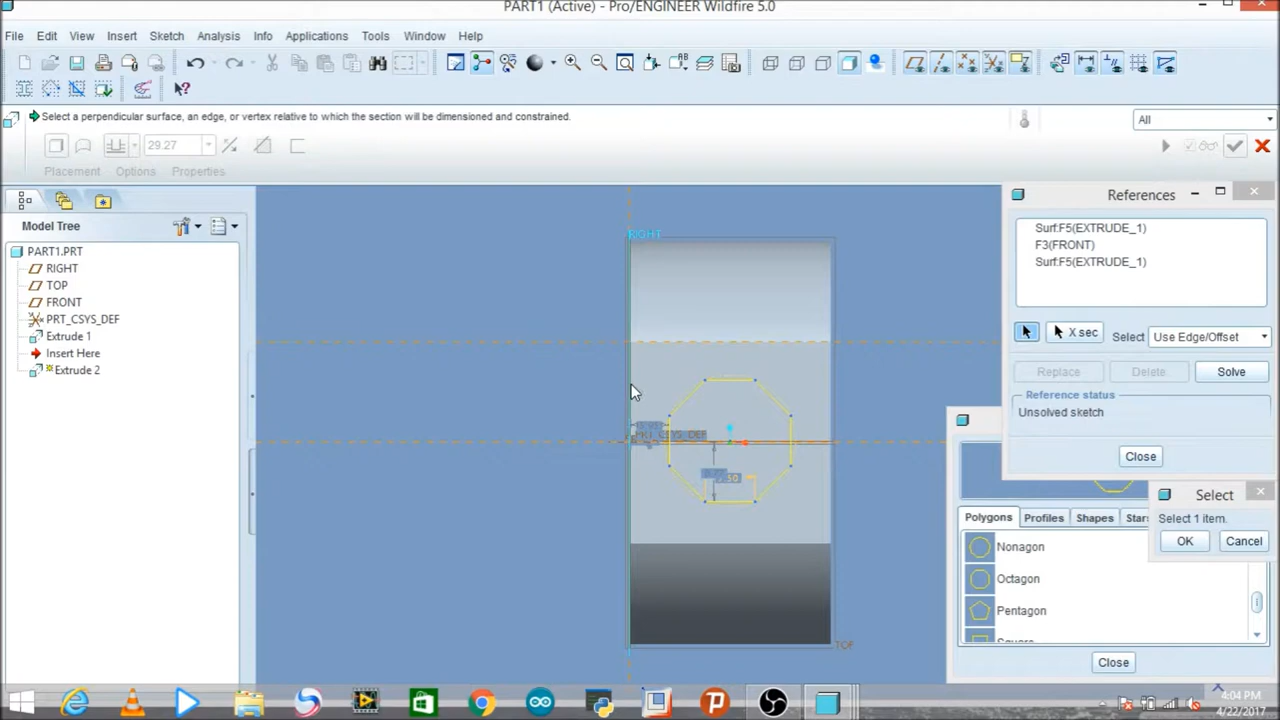 PART1 (Active) - Pro/ENGINEER Wildfire 5.0
File Edit View Insert Sketch Analysis Info Applications Tools Window Help
Select a perpendicular surface, an edge, or vertex relative to which the section will be dimensioned and constrained.
All
29.27
Placement Options Properties
Model Tree
PART1.PRT
RIGHT
TOP
FRONT
PRT_CSYS_DEF
Extrude 1
Insert Here
Extrude 2
RIGHT
PRT_CSYS_DEF
TOP
References
Surf:F5(EXTRUDE_1)
F3(FRONT)
Surf:F5(EXTRUDE_1)
X sec
Select Use Edge/Offset
Replace Delete Solve
Reference status
Unsolved sketch
Close
Select
Select 1 item.
OK Cancel
Polygons Profiles Shapes Stars
Nonagon
Octagon
Pentagon
Square
Close
4:04 PM
4/22/2017